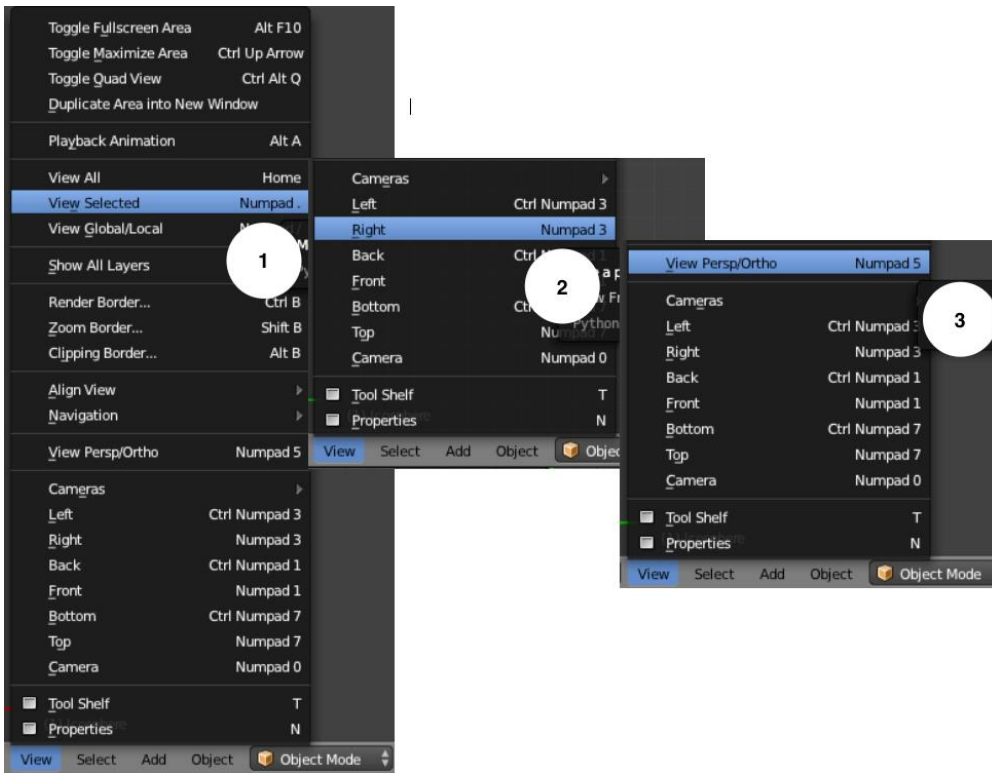 Toggle Fullscreen Area Alt F10
Toggle Maximize Area Ctrl Up Arrow
Toggle Quad View Ctrl Alt Q
Duplicate Area into New Window
Playback Animation Alt A
View All Home
View Selected Numpad .
View Global/Local
Show All Layers
Render Border... Ctrl B
Zoom Border... Shift B
Clipping Border... Alt B
Align View
Navigation
View Persp/Ortho Numpad 5
Cameras
Left Ctrl Numpad 3
Right Numpad 3
Back Ctrl Numpad 1
Front Numpad 1
Bottom Ctrl Numpad 7
Top Numpad 7
Camera Numpad 0
Tool Shelf T
Properties N
View Select Add Object Object Mode
1
Cameras
Left Ctrl Numpad 3
Right Numpad 3
Back
Front
Bottom
Top
Python
Camera Numpad 0
Tool Shelf T
Properties N
View Select Add Object
2
View Persp/Ortho Numpad 5
Cameras
Left Ctrl Numpad 3
Right Numpad 3
Back Ctrl Numpad 1
Front Numpad 1
Bottom Ctrl Numpad 7
Top Numpad 7
Camera Numpad 0
Tool Shelf T
Properties N
View Select Add Object Object Mode
3